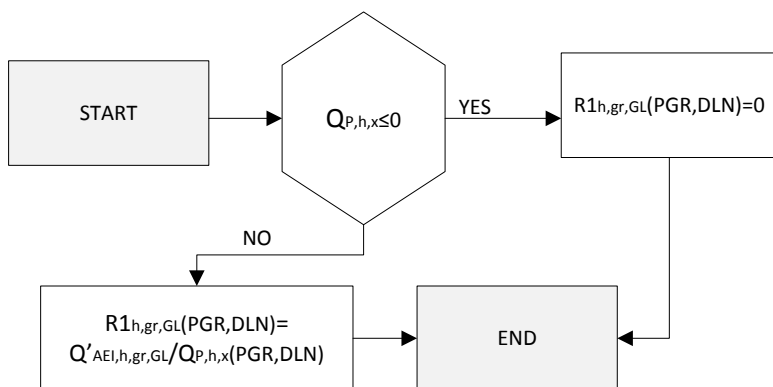 START
QP,h,x≤0
YES
R1h,gr,GL(PGR,DLN)=0
NO
R1h,gr,GL(PGR,DLN)=
Q’AEI,h,gr,GL/QP,h,x(PGR,DLN)
END